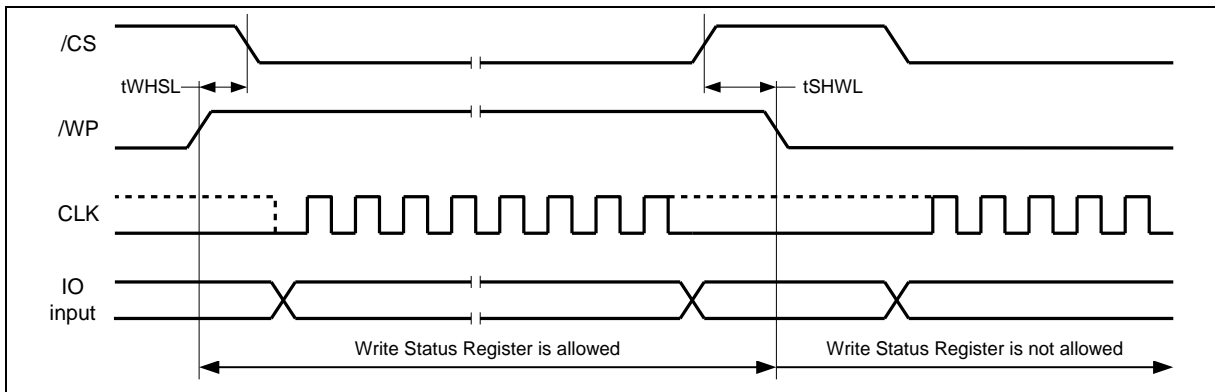 /CS
tWHSL
tSHWL
/WP
CLK
IO
input
Write Status Register is allowed
Write Status Register is not allowed